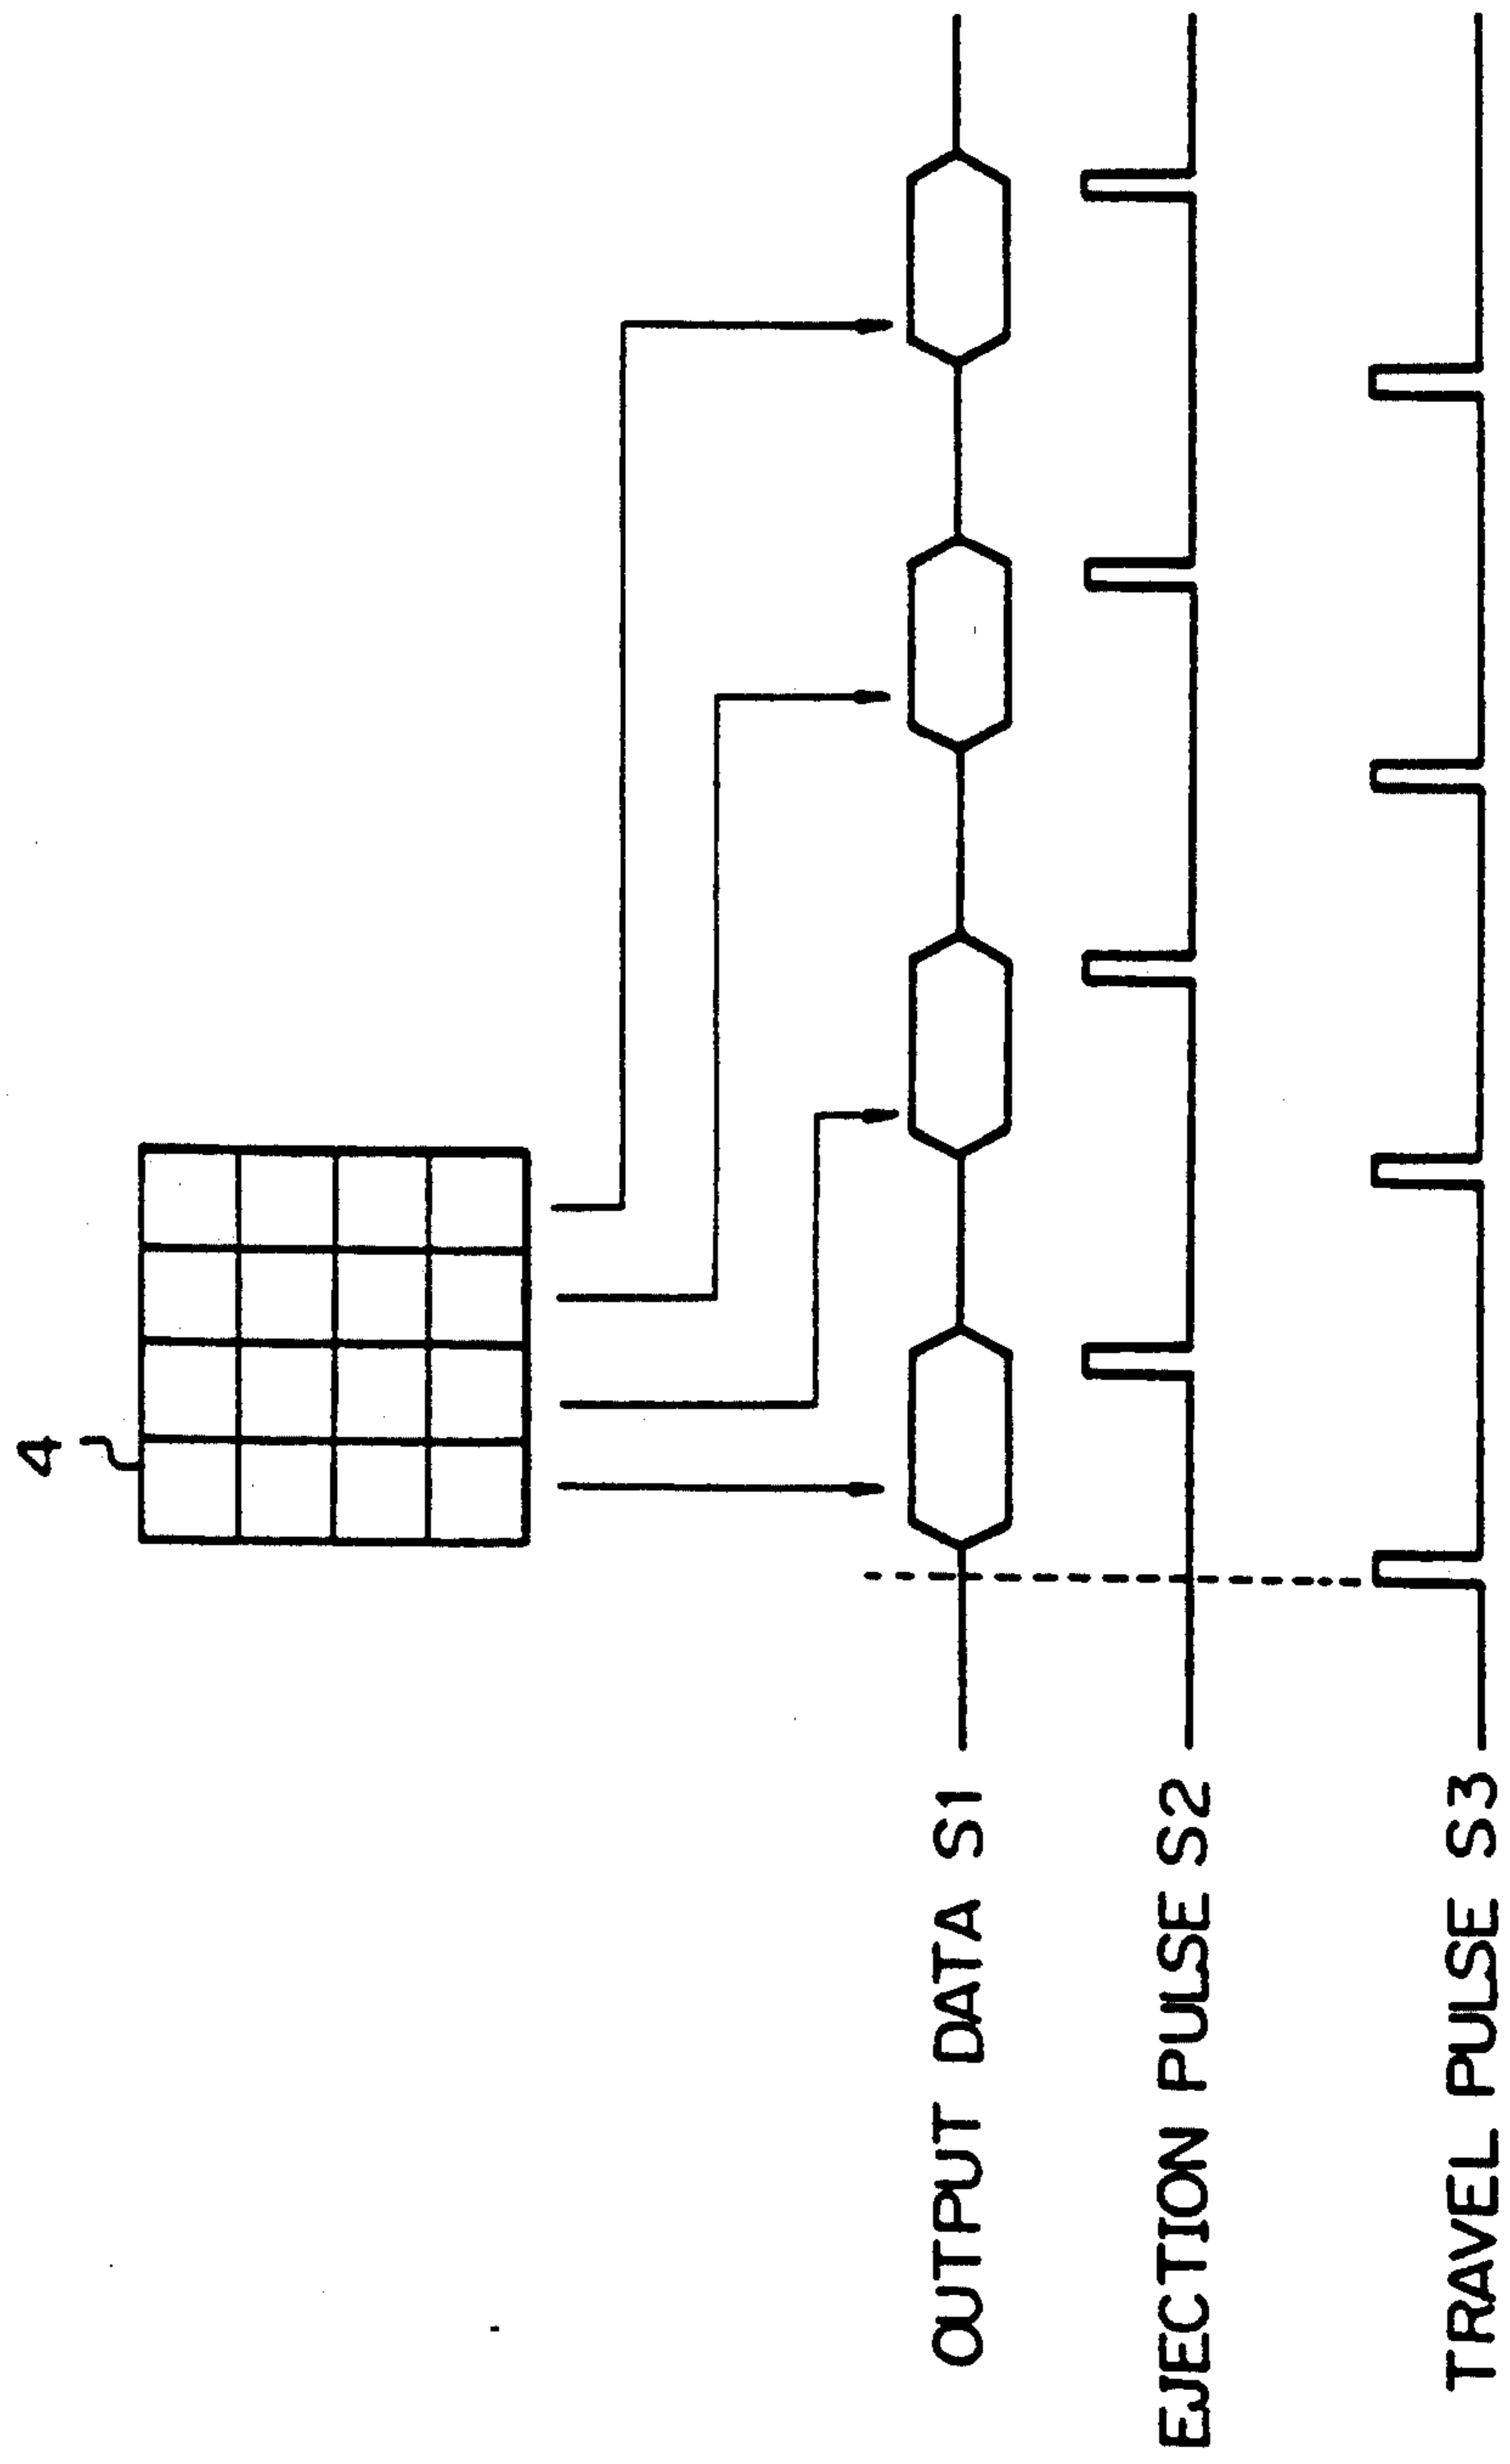 4
OUTPUT DATA S1
EJECTION PULSE S2
TRAVEL PULSE S3